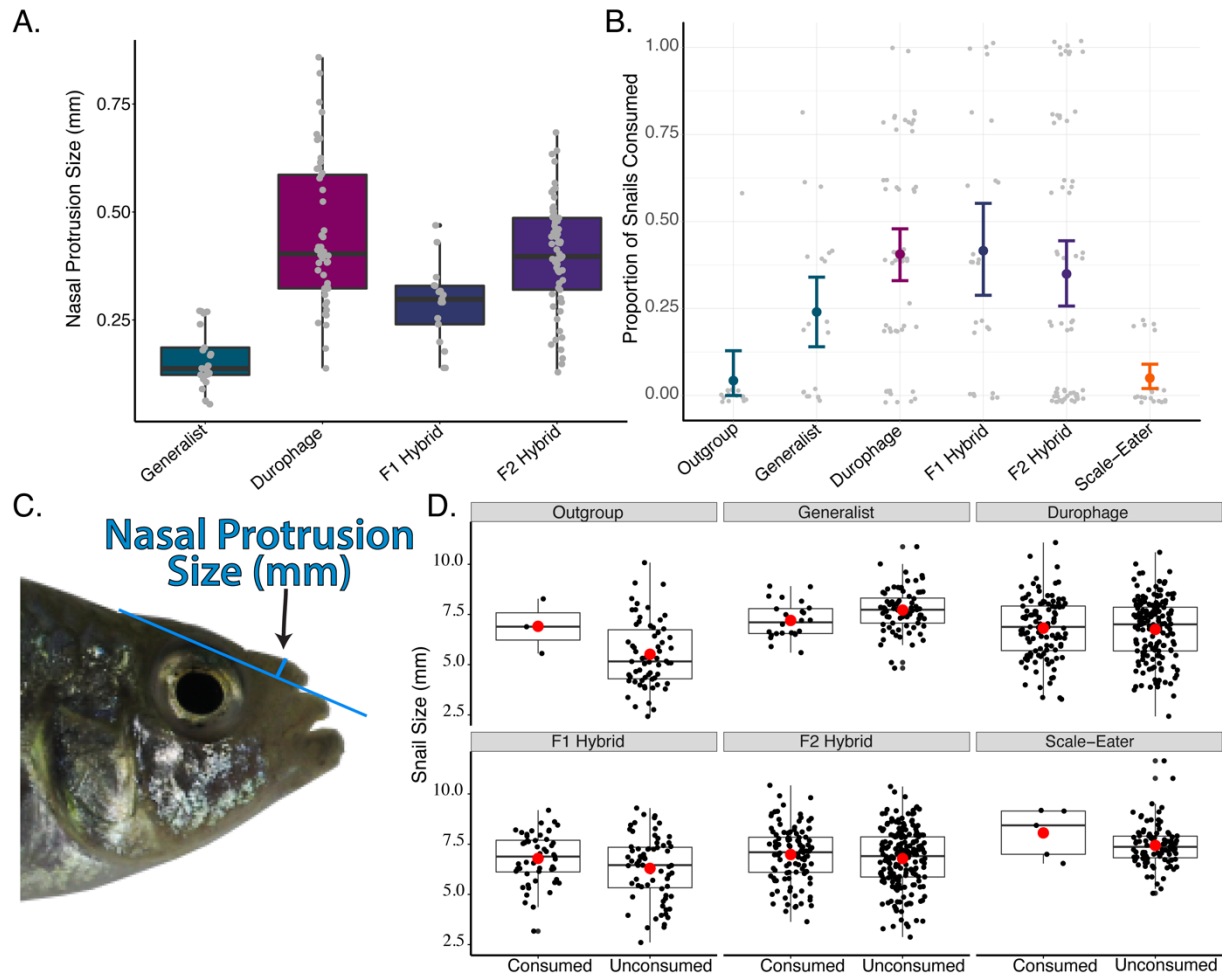 A.
Nasal Protrusion Size (mm)
0.75
0.50
0.25
Generalist
Durophage
F1 Hybrid
F2 Hybrid
B.
Proportion of Snails Consumed
1.00
0.75
0.50
0.25
0.00
Outgroup
Generalist
Durophage
F1 Hybrid
F2 Hybrid
Scale-Eater
C.
Nasal Protrusion
Size (mm)
D.
Snail Size (mm)
Outgroup
Generalist
Durophage
10.0
7.5
5.0
2.5
F1 Hybrid
F2 Hybrid
Scale-Eater
10.0
7.5
5.0
2.5
Consumed
Unconsumed
Consumed
Unconsumed
Consumed
Unconsumed